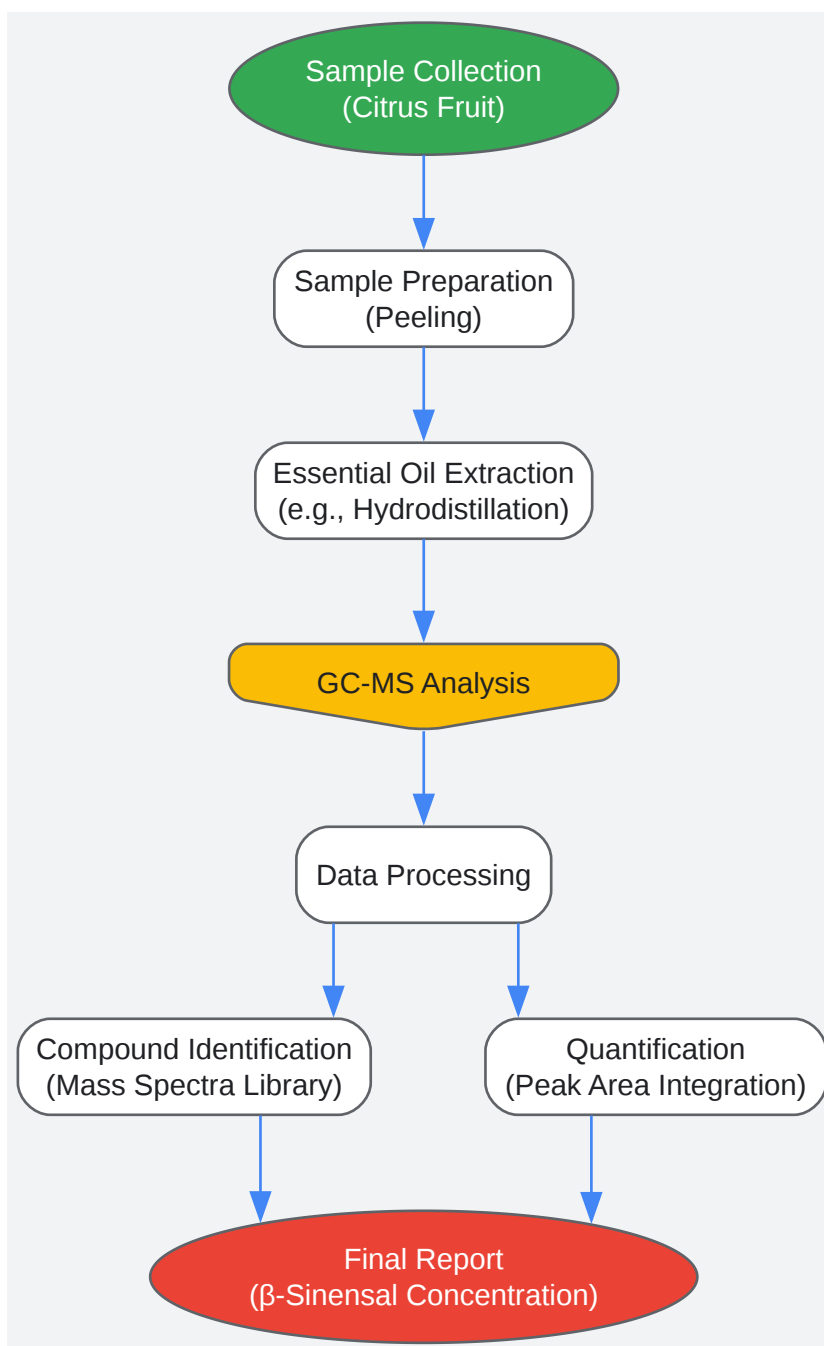 Sample Collection
(Citrus Fruit)
Sample Preparation
(Peeling)
Essential Oil Extraction
(e.g., Hydrodistillation)
GC-MS Analysis
Data Processing
Compound Identification
(Mass Spectra Library)
Quantification
(Peak Area Integration)
Final Report
(β-Sinensal Concentration)